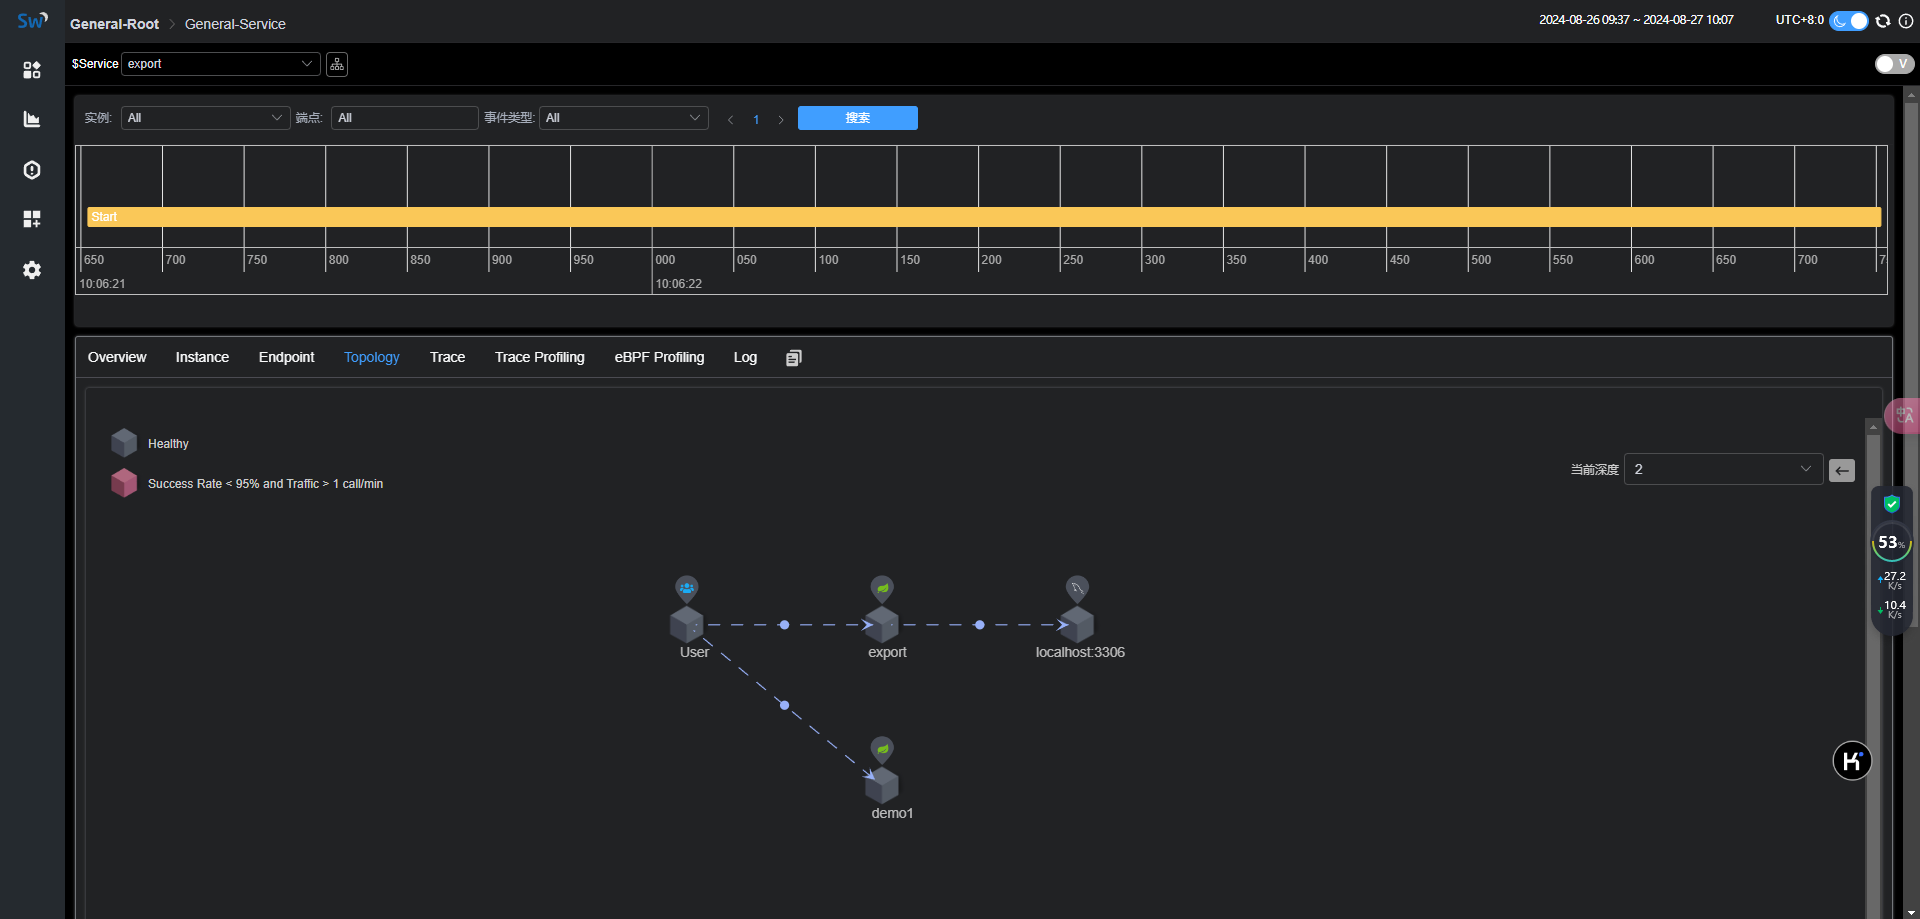 Sw
General-Root > General-Service
2024-08-26 09:37 ~ 2024-08-27 10:07
UTC+8:0
$Service export
V
实例: All 端点: All 事件类型: All 1 搜索
Start
650 700 750 800 850 900 950 000 050 100 150 200 250 300 350 400 450 500 550 600 650 700
10:06:21 10:06:22
Overview Instance Endpoint Topology Trace Trace Profiling eBPF Profiling Log
中A
Healthy
当前深度 2
Success Rate < 95% and Traffic > 1 call/min
53%
27.2
K/s
10.4
K/s
User export localhost:3306
K
demo1